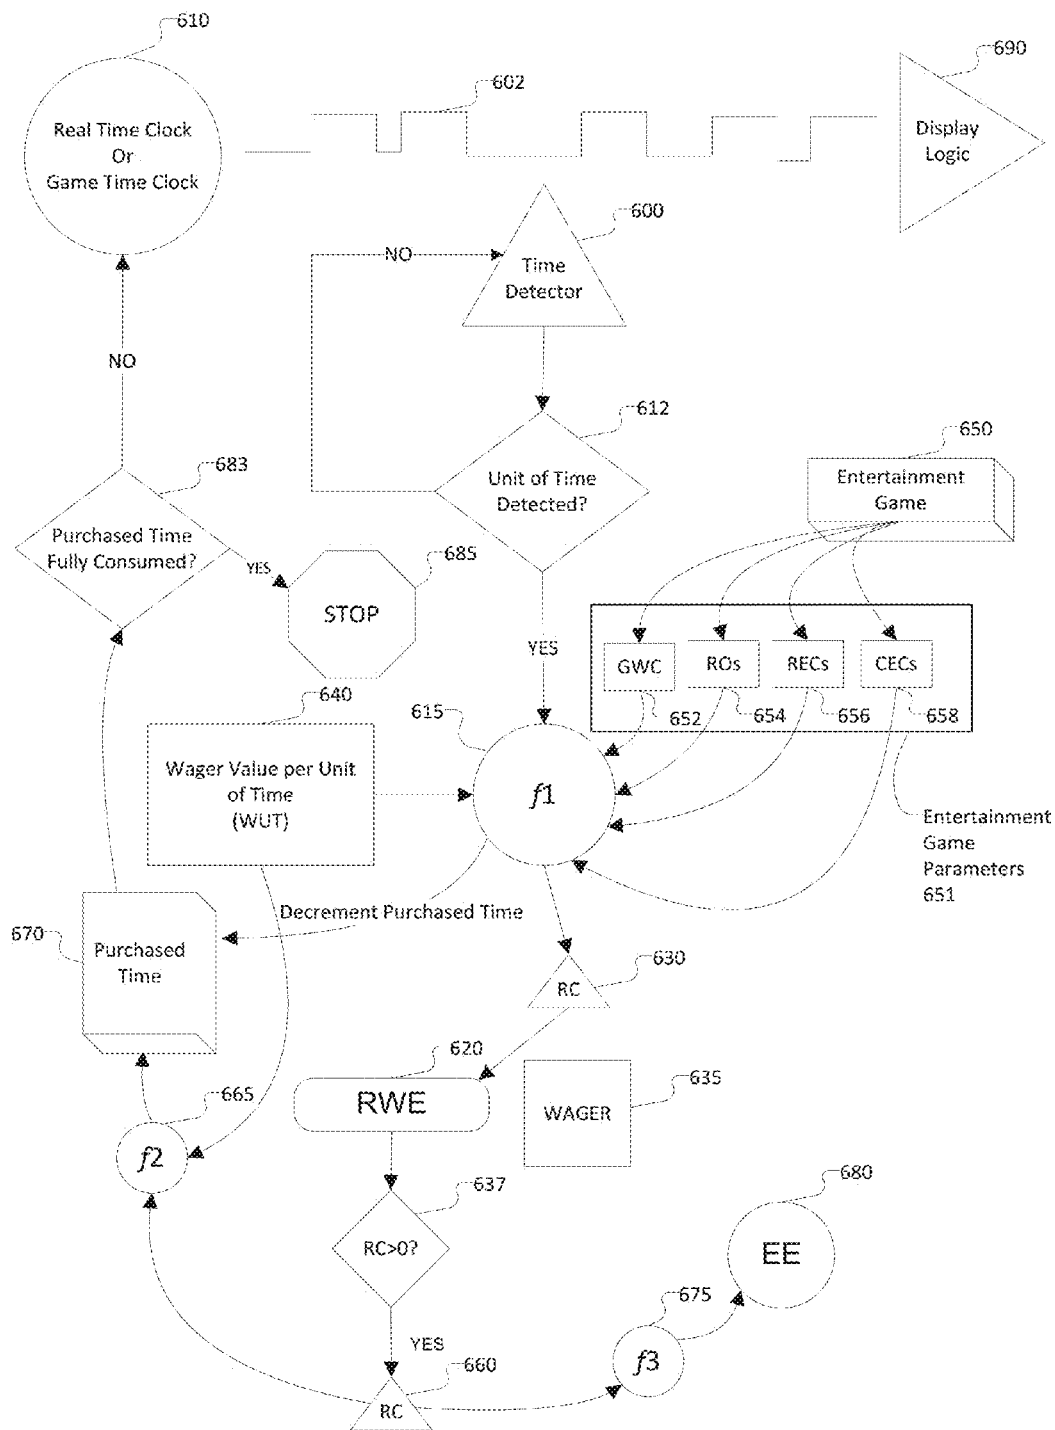 610
Real Time Clock
Or
Game Time Clock
602
690
Display
Logic
600
NO
Time
Detector
NO
612
Unit of Time
Detected?
650
Entertainment
Game
683
Purchased Time
Fully Consumed?
YES
685
STOP
YES
GWC
ROs
RECs
CECs
652
654
656
658
640
615
Wager Value per Unit
of Time
(WUT)
f1
Entertainment
Game
Parameters
651
Decrement Purchased Time
670
Purchased
Time
630
RC
620
RWE
635
WAGER
665
f2
637
RC>0?
680
EE
675
f3
YES
660
RC